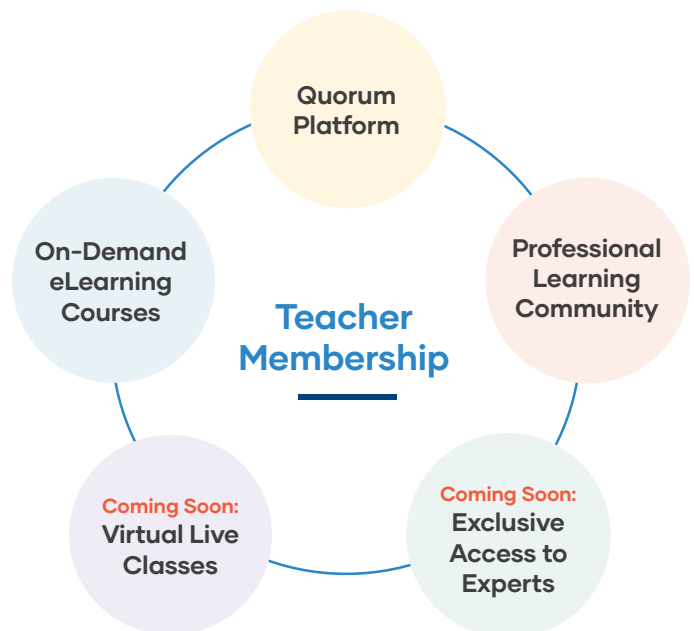 Quorum
Platform
Professional
Learning
Community
Coming Soon:
Exclusive
Access to
Experts
Coming Soon:
Virtual Live
Classes
On-Demand
eLearning
Courses
Teacher
Membership